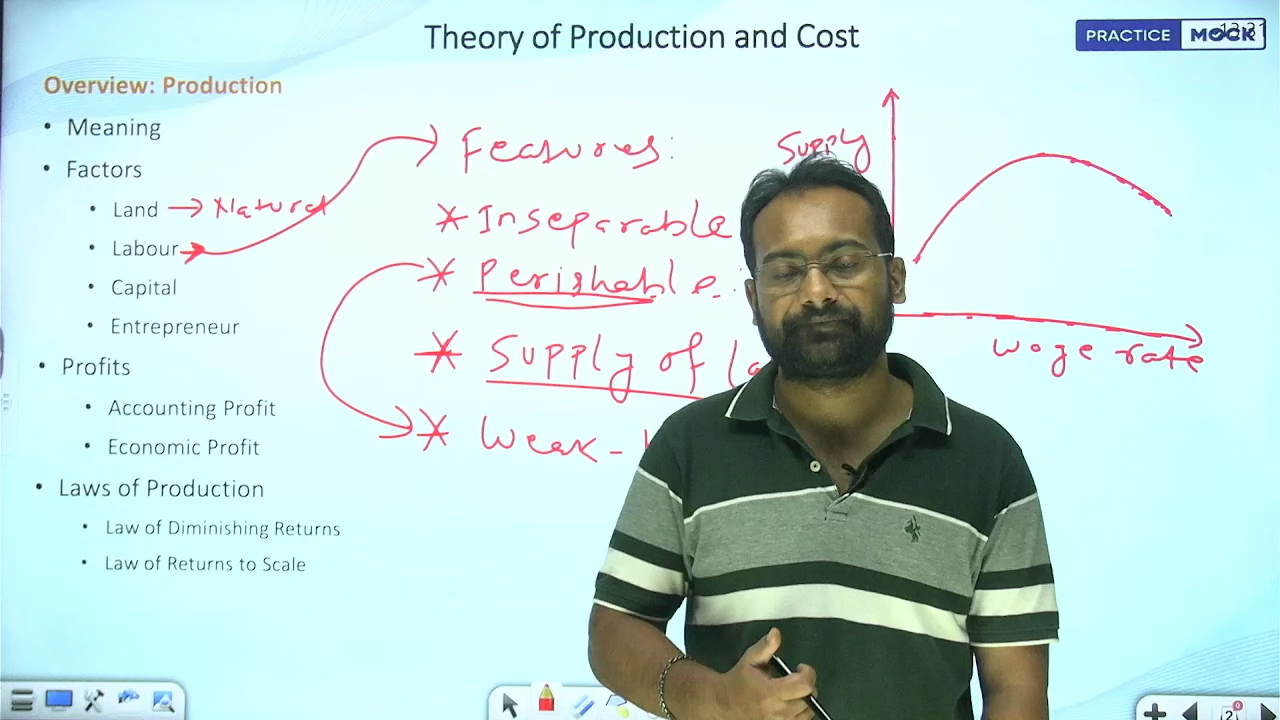 Theory of Production and Cost
PRACTICE MOCK
Overview: Production
• Meaning
• Factors
• Land → Natural
• Labour
• Capital
• Entrepreneur
• Profits
• Accounting Profit
• Economic Profit
• Laws of Production
• Law of Diminishing Returns
• Law of Returns to Scale
Features:
* Inseparable
* Perishable:
* Supply of la
* Weak -
Supply
wage rate
2